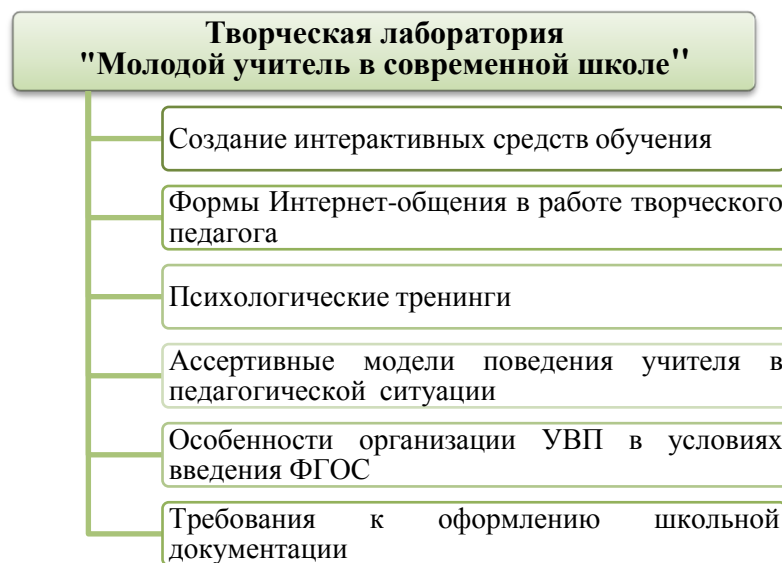 Творческая лаборатория
"Молодой учитель в современной школе"
Создание интерактивных средств обучения
Формы Интернет-общения в работе творческого
педагога
Психологические тренинги
Ассертивные модели поведения учителя в
педагогической ситуации
Особенности организации УВП в условиях
введения ФГОС
Требования к оформлению школьной
документации